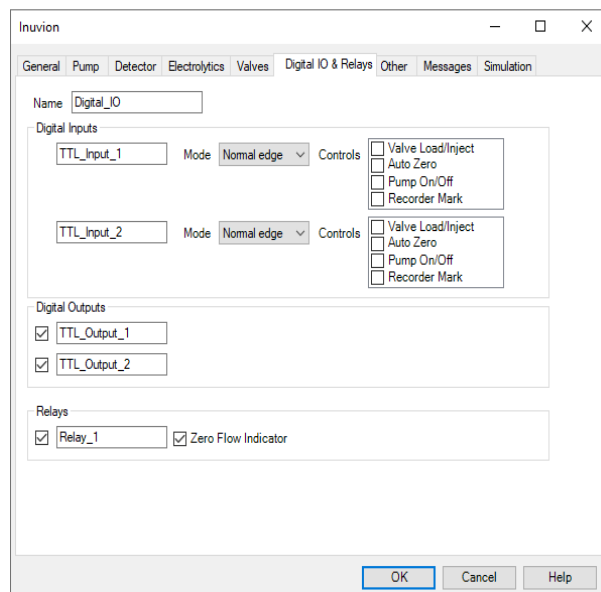 Inuvion
General Pump Detector Electrolytics Valves Digital IO & Relays Other Messages Simulation
Name Digital_IO
Digital Inputs
TTL_Input_1 Mode Normal edge Controls Valve Load/Inject
Auto Zero
Pump On/Off
Recorder Mark
TTL_Input_2 Mode Normal edge Controls Valve Load/Inject
Auto Zero
Pump On/Off
Recorder Mark
Digital Outputs
TTL_Output_1
TTL_Output_2
Relays
Relay_1 Zero Flow Indicator
OK Cancel Help